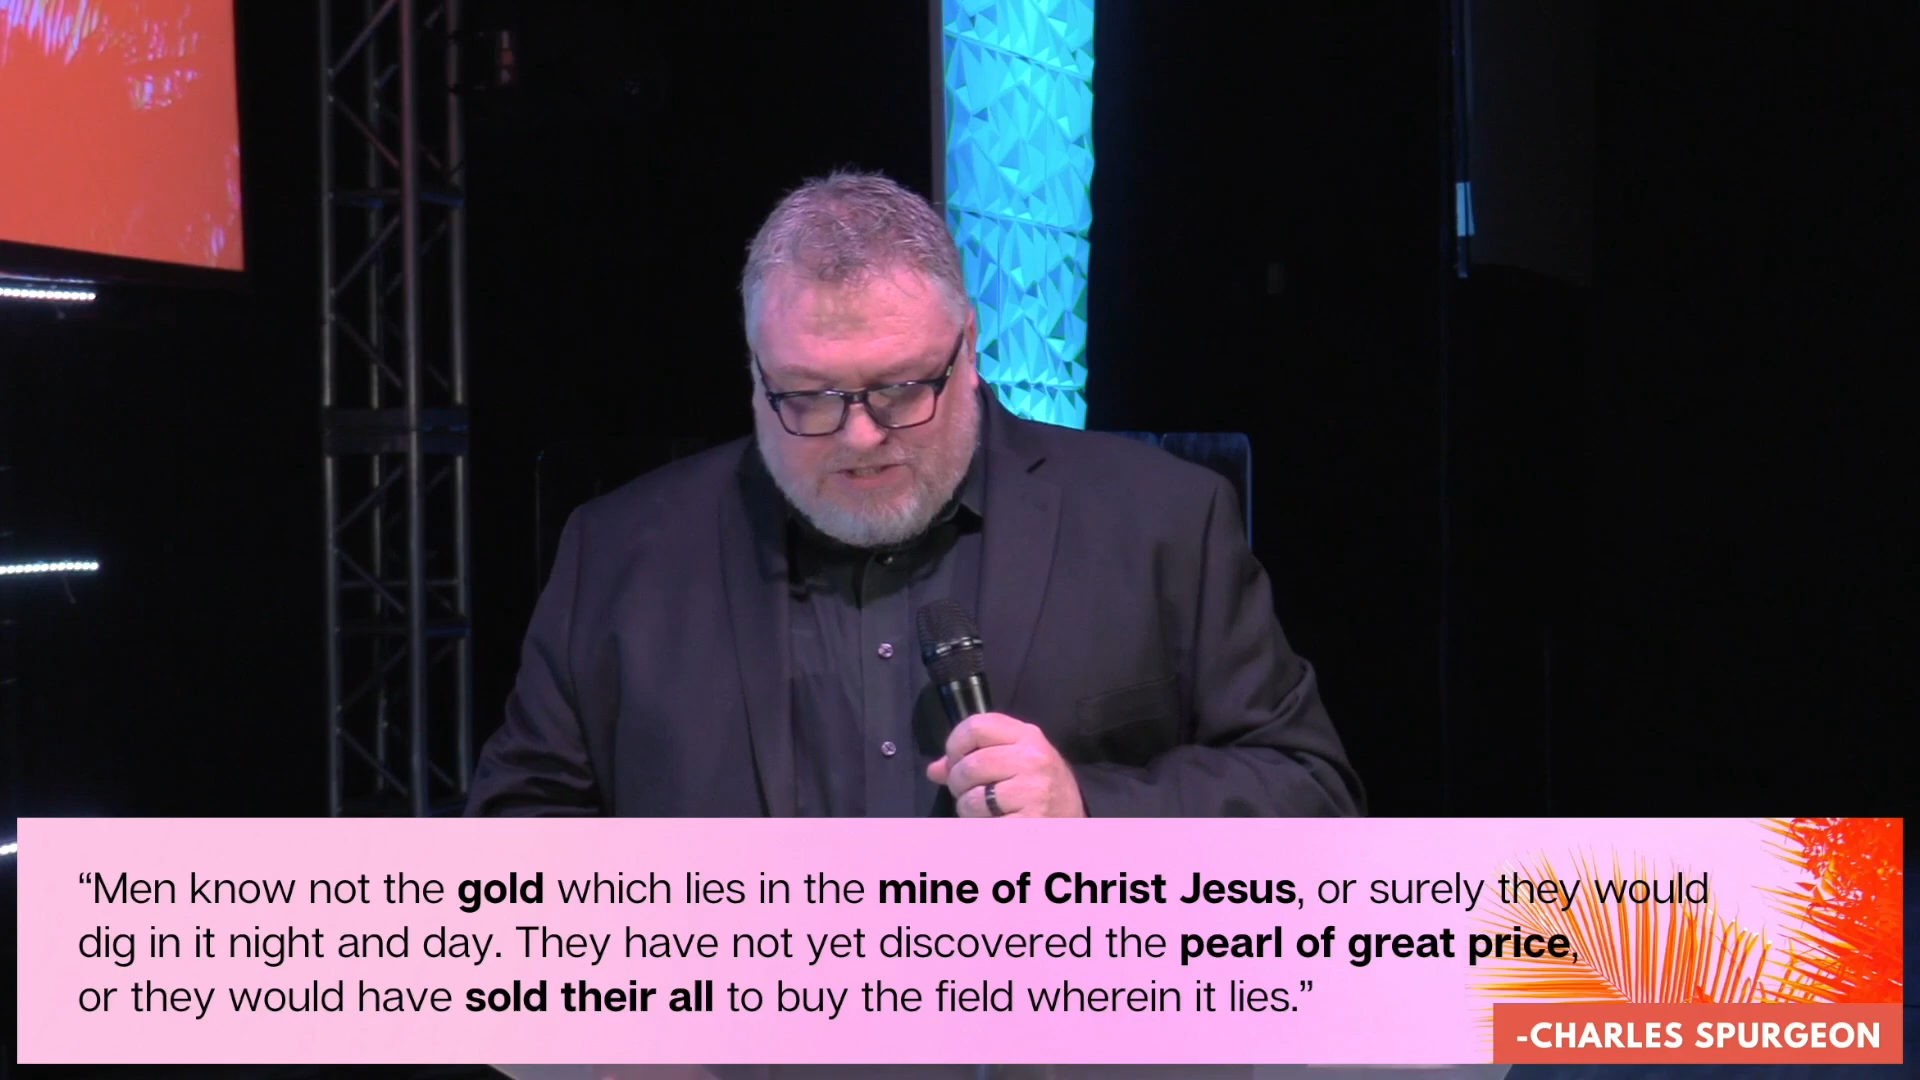 “Men know not the gold which lies in the mine of Christ Jesus, or surely they would
dig in it night and day. They have not yet discovered the pearl of great price,
or they would have sold their all to buy the field wherein it lies.”
-CHARLES SPURGEON